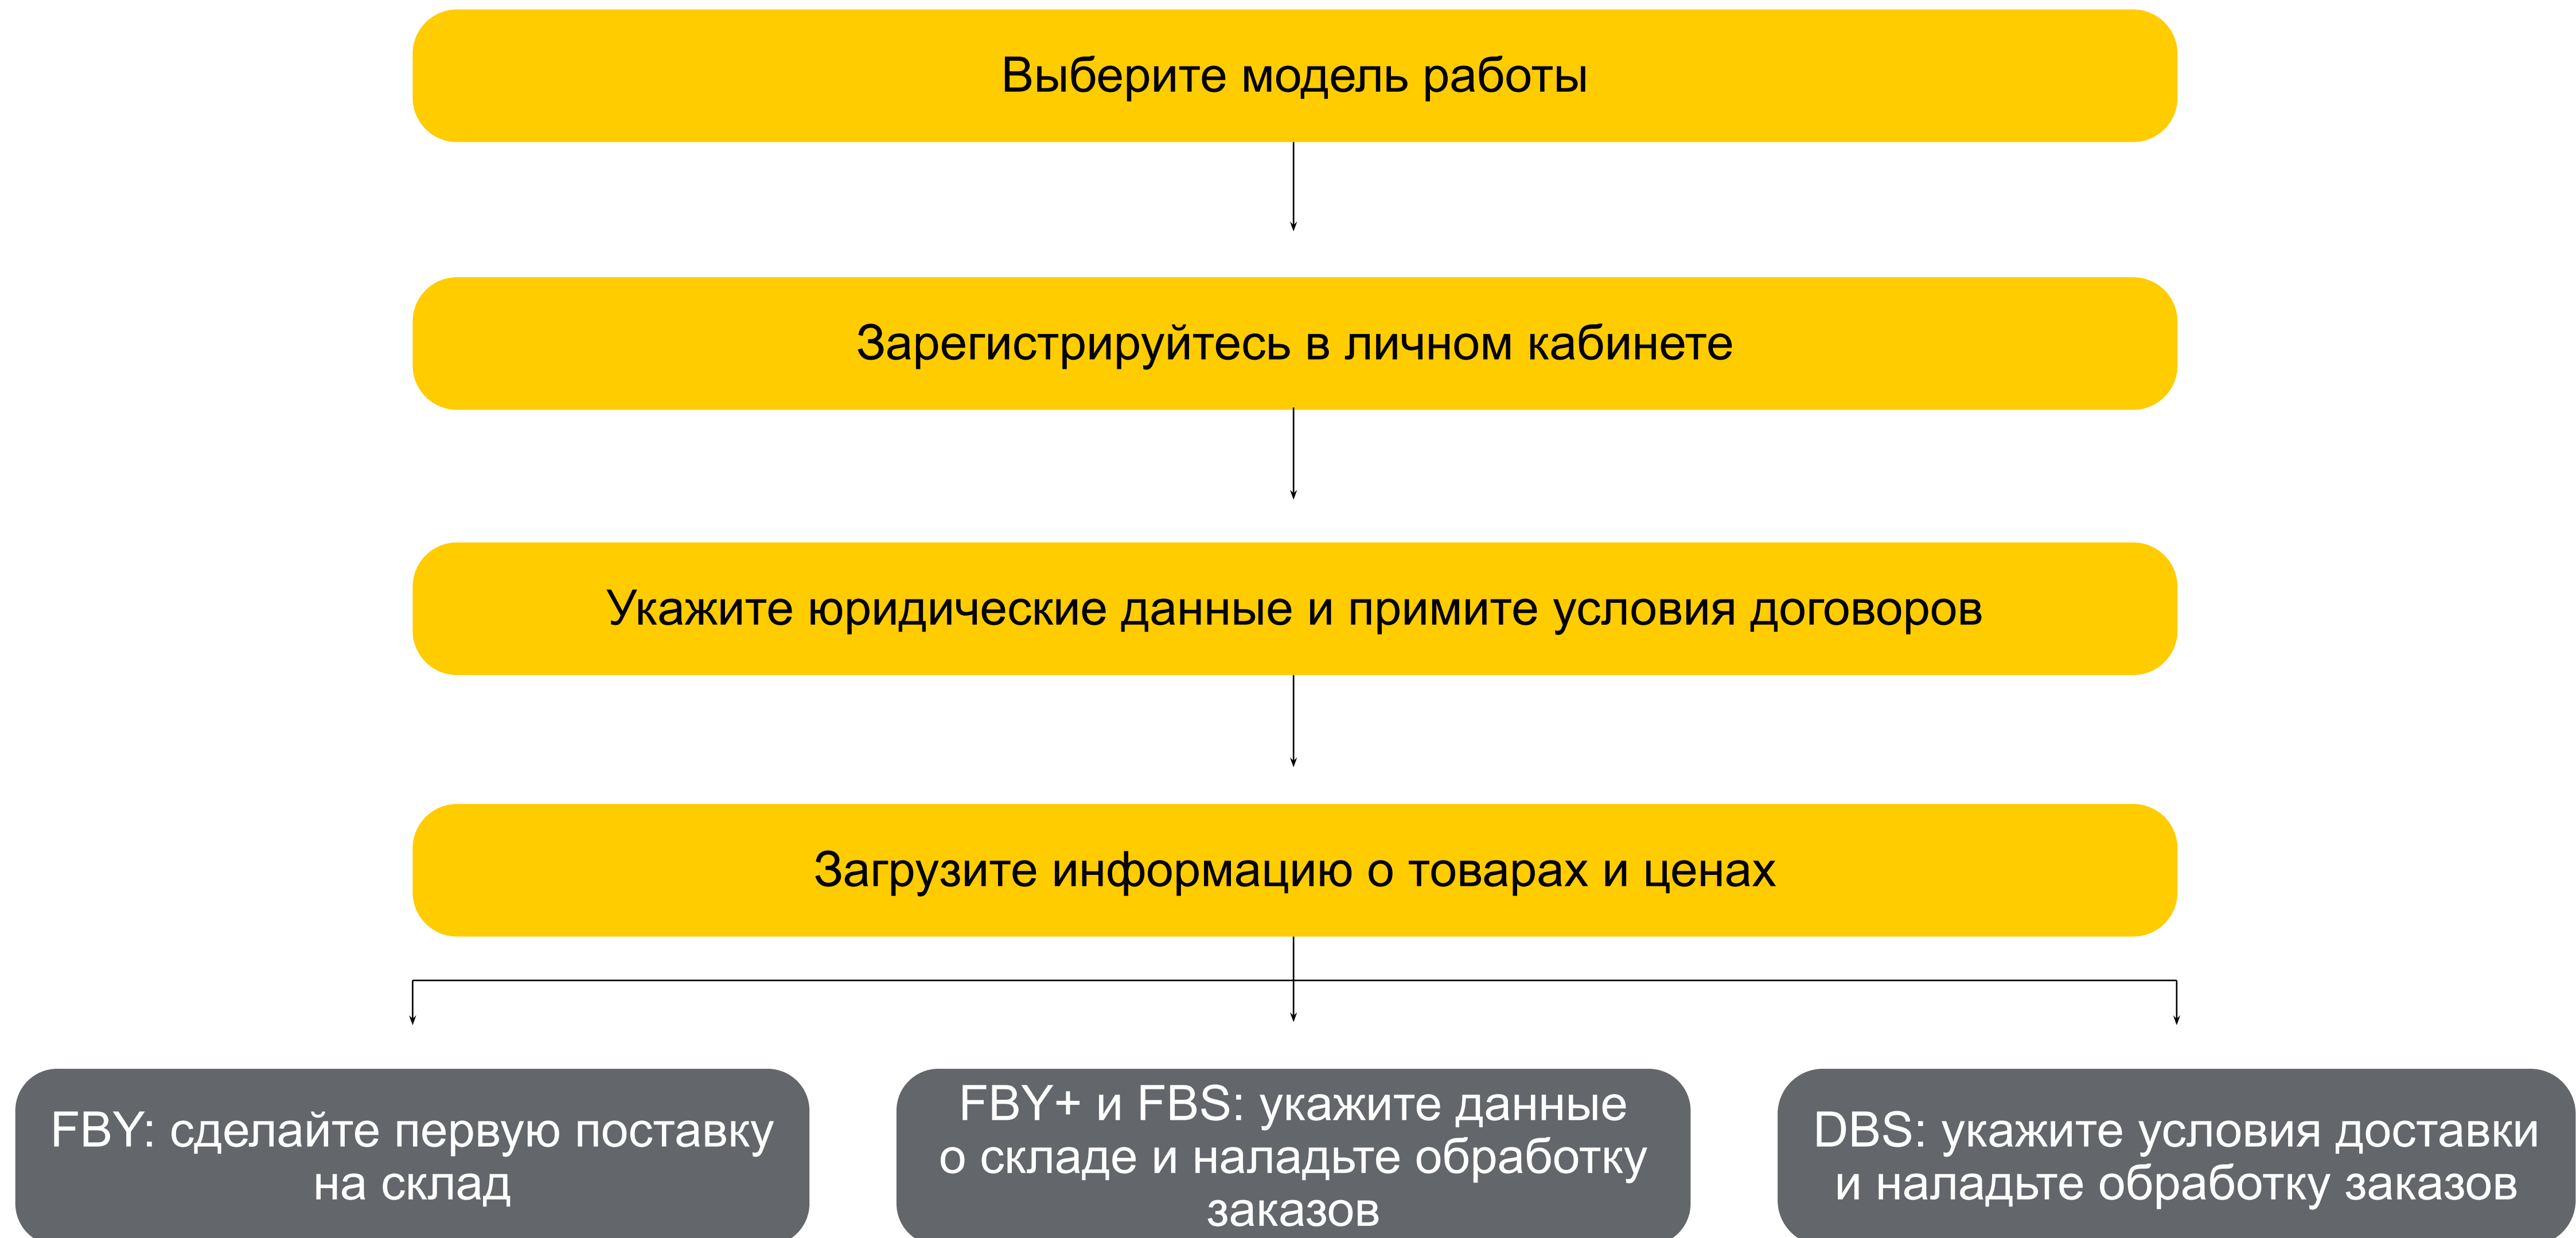 Выберите модель работы
Зарегистрируйтесь в личном кабинете
Укажите юридические данные и примите условия договоров
Загрузите информацию о товарах и ценах
FBY: сделайте первую поставку
на склад
FBY+ и FBS: укажите данные
о складе и наладьте обработку
заказов
DBS: укажите условия доставки
и наладьте обработку заказов